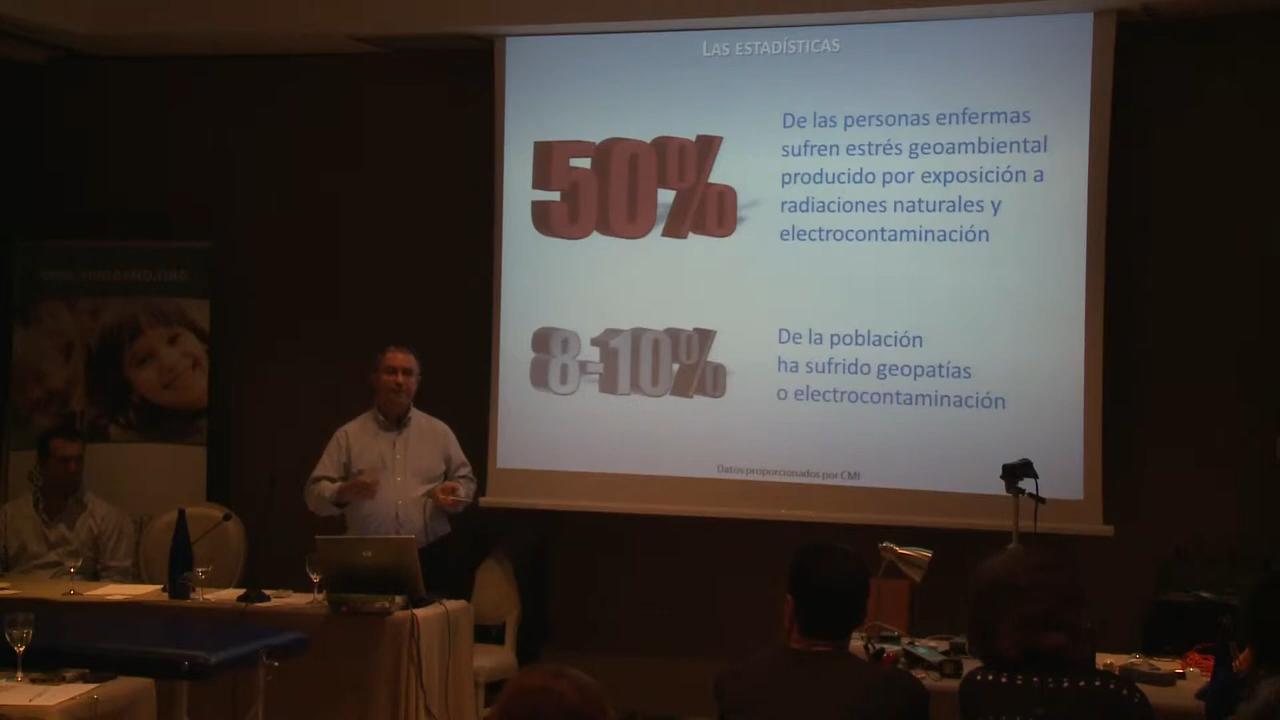 LAS ESTADÍSTICAS
50%
De las personas enfermas
sufren estrés geoambiental
producido por exposición a
radiaciones naturales y
electrocontaminación
8-10%
De la población
ha sufrido geopatías
o electrocontaminación
Datos proporcionados por CMI